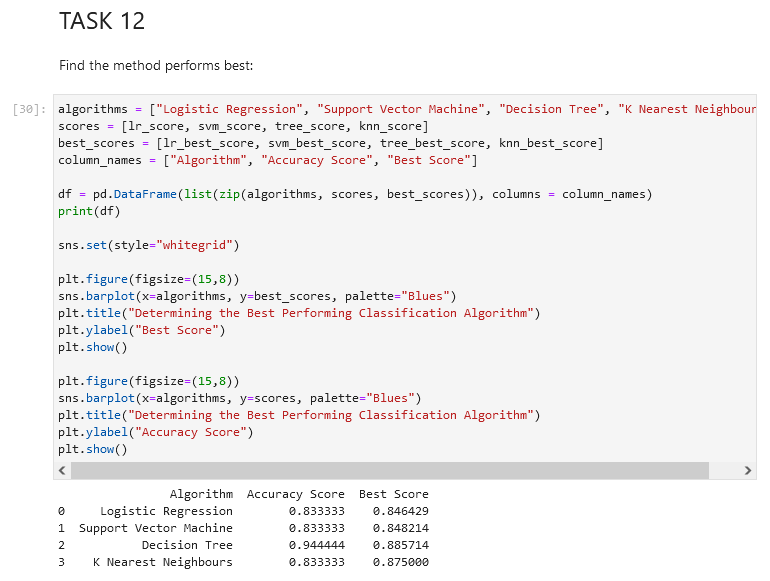 TASK 12
Find the method performs best:
[30]:
algorithms = ["Logistic Regression", "Support Vector Machine", "Decision Tree", "K Nearest Neighbour
scores = [lr_score, svm_score, tree_score, knn_score]
best_scores = [lr_best_score, svm_best_score, tree_best_score, knn_best_score]
column_names = ["Algorithm", "Accuracy Score", "Best Score"]
df = pd.DataFrame(list(zip(algorithms, scores, best_scores)), columns = column_names)
print(df)
sns.set(style="whitegrid")
plt.figure(figsize=(15,8))
sns.barplot(x=algorithms, y=best_scores, palette="Blues")
plt.title("Determining the Best Performing Classification Algorithm")
plt.ylabel("Best Score")
plt.show()
plt.figure(figsize=(15,8))
sns.barplot(x=algorithms, y=scores, palette="Blues")
plt.title("Determining the Best Performing Classification Algorithm")
plt.ylabel("Accuracy Score")
plt.show()
Algorithm Accuracy Score Best Score
0 Logistic Regression 0.833333 0.846429
1 Support Vector Machine 0.833333 0.848214
2 Decision Tree 0.944444 0.885714
3 K Nearest Neighbours 0.833333 0.875000